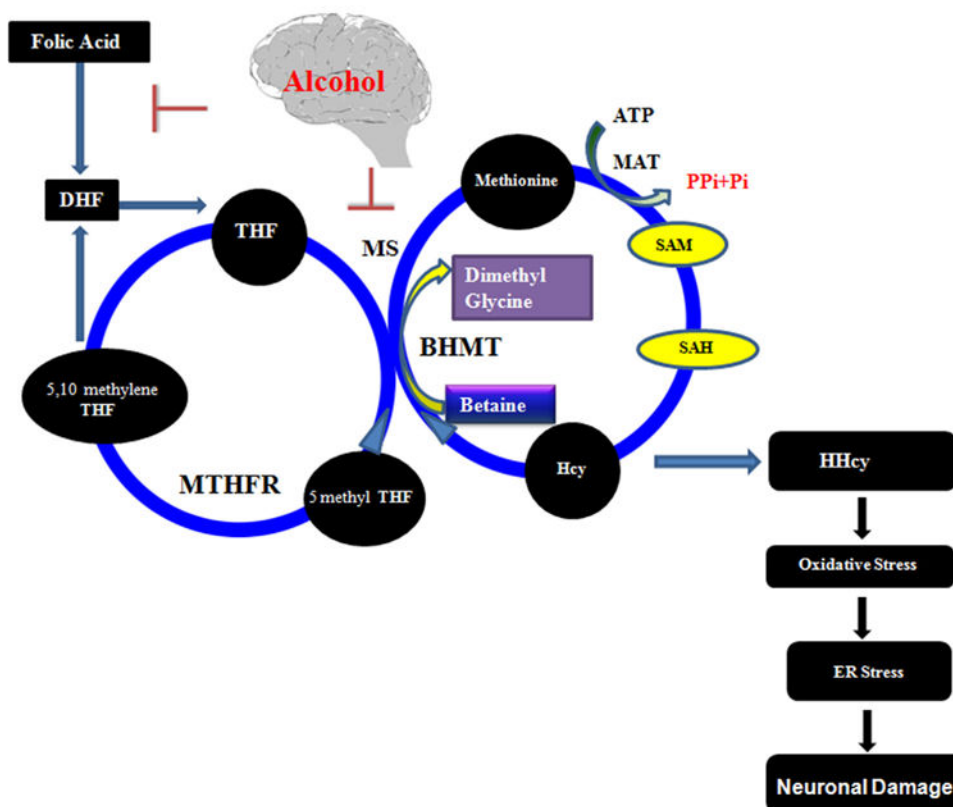 Folic Acid
Alcohol
ATP
MAT
PPi+Pi
Methionine
DHF
THF
MS
SAM
Dimethyl
Glycine
BHMT
SAH
5,10 methylene
THF
Betaine
MTHFR
5 methyl THF
Hcy
HHcy
Oxidative Stress
ER Stress
Neuronal Damage